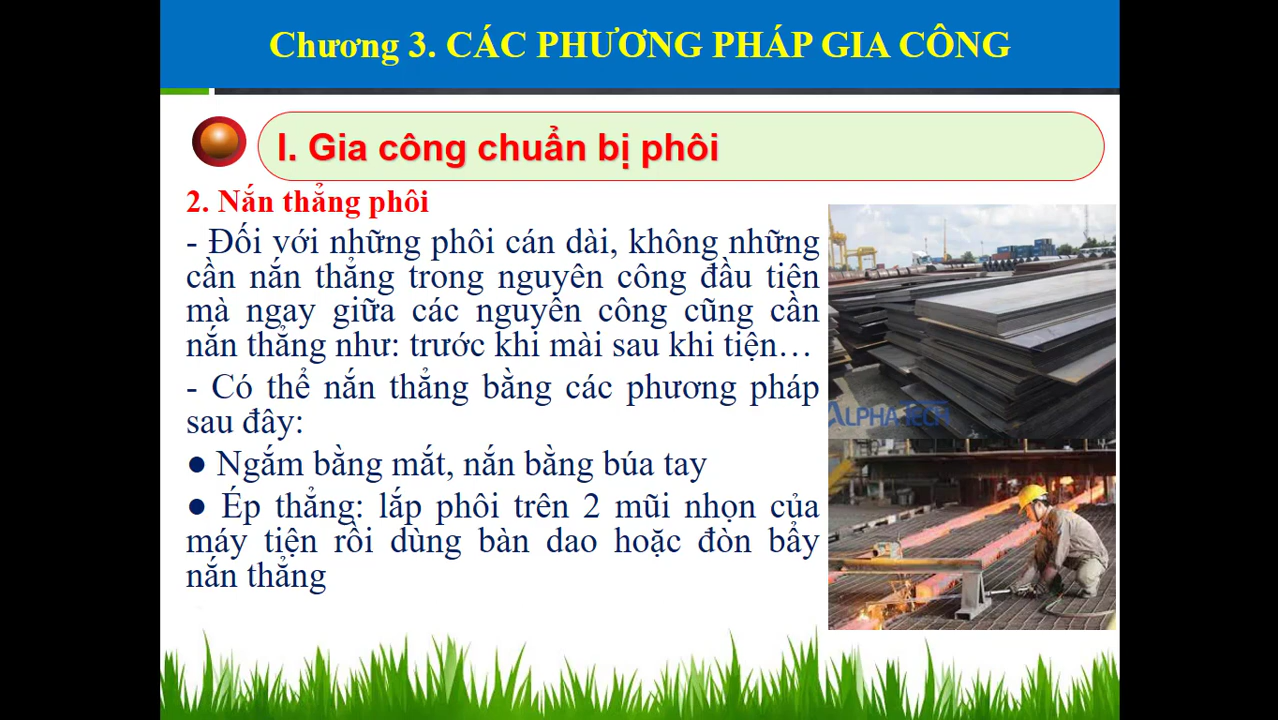 Chương 3. CÁC PHƯƠNG PHÁP GIA CÔNG
I. Gia công chuẩn bị phôi
2. Nắn thẳng phôi
- Đối với những phôi cán dài, không những
cần nắn thẳng trong nguyên công đầu tiên
mà ngay giữa các nguyên công cũng cần
nắn thẳng như: trước khi mài sau khi tiện…
- Có thể nắn thẳng bằng các phương pháp
sau đây:
● Ngắm bằng mắt, nắn bằng búa tay
● Ép thẳng: lắp phôi trên 2 mũi nhọn của
máy tiện rồi dùng bàn dao hoặc đòn bẩy
nắn thẳng
ALPHA TECH